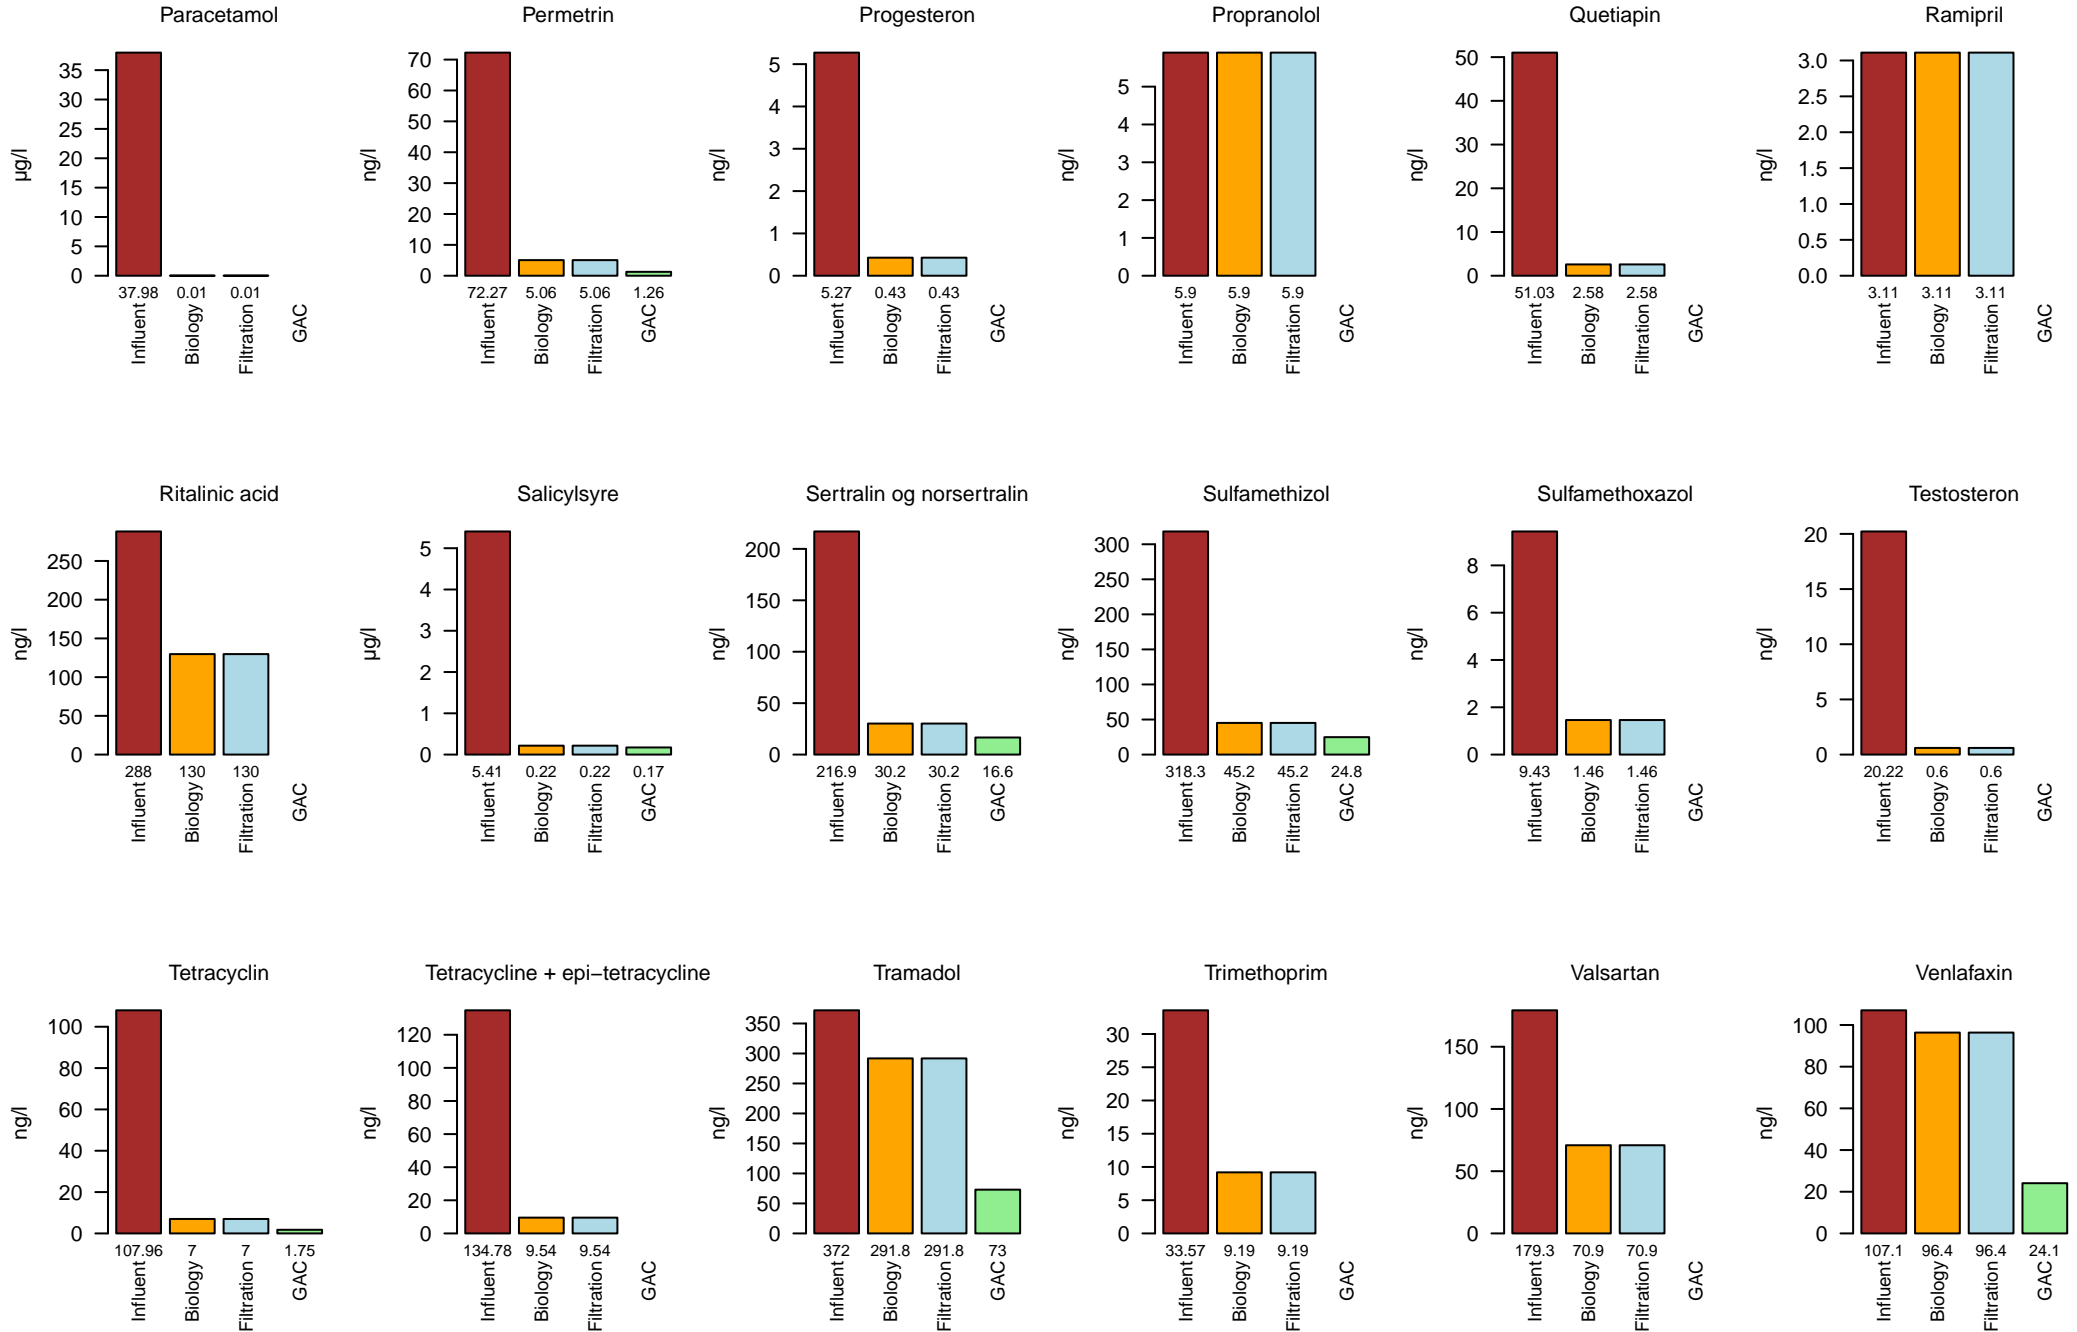 Paracetamol
µg/l
35
30
25
20
15
10
5
0
37.98 0.01 0.01
Influent Biology Filtration GAC
Permetrin
ng/l
70
60
50
40
30
20
10
0
72.27 5.06 5.06 1.26
Influent Biology Filtration GAC
Progesteron
ng/l
5
4
3
2
1
0
5.27 0.43 0.43
Influent Biology Filtration GAC
Propranolol
ng/l
5
4
3
2
1
0
5.9 5.9 5.9
Influent Biology Filtration GAC
Quetiapin
ng/l
50
40
30
20
10
0
51.03 2.58 2.58
Influent Biology Filtration GAC
Ramipril
ng/l
3.0
2.5
2.0
1.5
1.0
0.5
0.0
3.11 3.11 3.11
Influent Biology Filtration GAC
Ritalinic acid
ng/l
250
200
150
100
50
0
288 130 130
Influent Biology Filtration GAC
Salicylsyre
µg/l
5
4
3
2
1
0
5.41 0.22 0.22 0.17
Influent Biology Filtration GAC
Sertralin og norsertralin
ng/l
200
150
100
50
0
216.9 30.2 30.2 16.6
Influent Biology Filtration GAC
Sulfamethizol
ng/l
300
250
200
150
100
50
0
318.3 45.2 45.2 24.8
Influent Biology Filtration GAC
Sulfamethoxazol
ng/l
8
6
4
2
0
9.43 1.46 1.46
Influent Biology Filtration GAC
Testosteron
ng/l
20
15
10
5
0
20.22 0.6 0.6
Influent Biology Filtration GAC
Tetracyclin
ng/l
100
80
60
40
20
0
107.96 7 7 1.75
Influent Biology Filtration GAC
Tetracycline + epi−tetracycline
ng/l
120
100
80
60
40
20
0
134.78 9.54 9.54
Influent Biology Filtration GAC
Tramadol
ng/l
350
300
250
200
150
100
50
0
372 291.8 291.8 73
Influent Biology Filtration GAC
Trimethoprim
ng/l
30
25
20
15
10
5
0
33.57 9.19 9.19
Influent Biology Filtration GAC
Valsartan
ng/l
150
100
50
0
179.3 70.9 70.9
Influent Biology Filtration GAC
Venlafaxin
ng/l
100
80
60
40
20
0
107.1 96.4 96.4 24.1
Influent Biology Filtration GAC